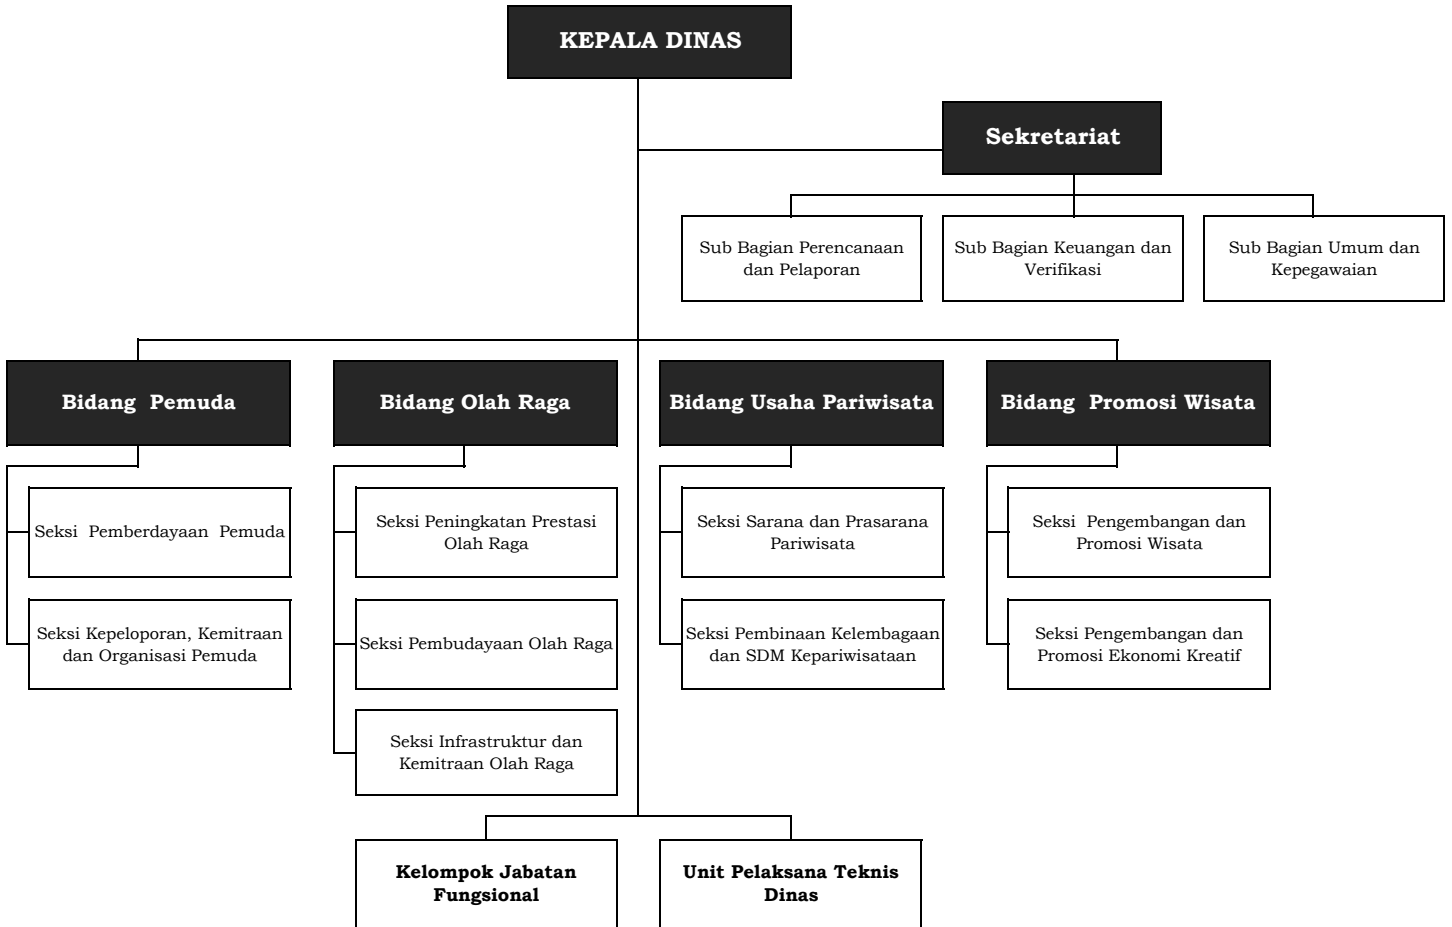 KEPALA DINAS
Sekretariat
Sub Bagian Perencanaan
dan Pelaporan
Sub Bagian Keuangan dan
Verifikasi
Sub Bagian Umum dan
Kepegawaian
Bidang  Pemuda
Bidang Olah Raga
Bidang Usaha Pariwisata
Bidang  Promosi Wisata
Seksi  Pemberdayaan  Pemuda
Seksi Kepeloporan, Kemitraan
dan Organisasi Pemuda
Seksi Peningkatan Prestasi
Olah Raga
Seksi Pembudayaan Olah Raga
Seksi Infrastruktur dan
Kemitraan Olah Raga
Seksi Sarana dan Prasarana
Pariwisata
Seksi Pembinaan Kelembagaan
dan SDM Kepariwisataan
Seksi  Pengembangan dan
Promosi Wisata
Seksi Pengembangan dan
Promosi Ekonomi Kreatif
Kelompok Jabatan
Fungsional
Unit Pelaksana Teknis
Dinas